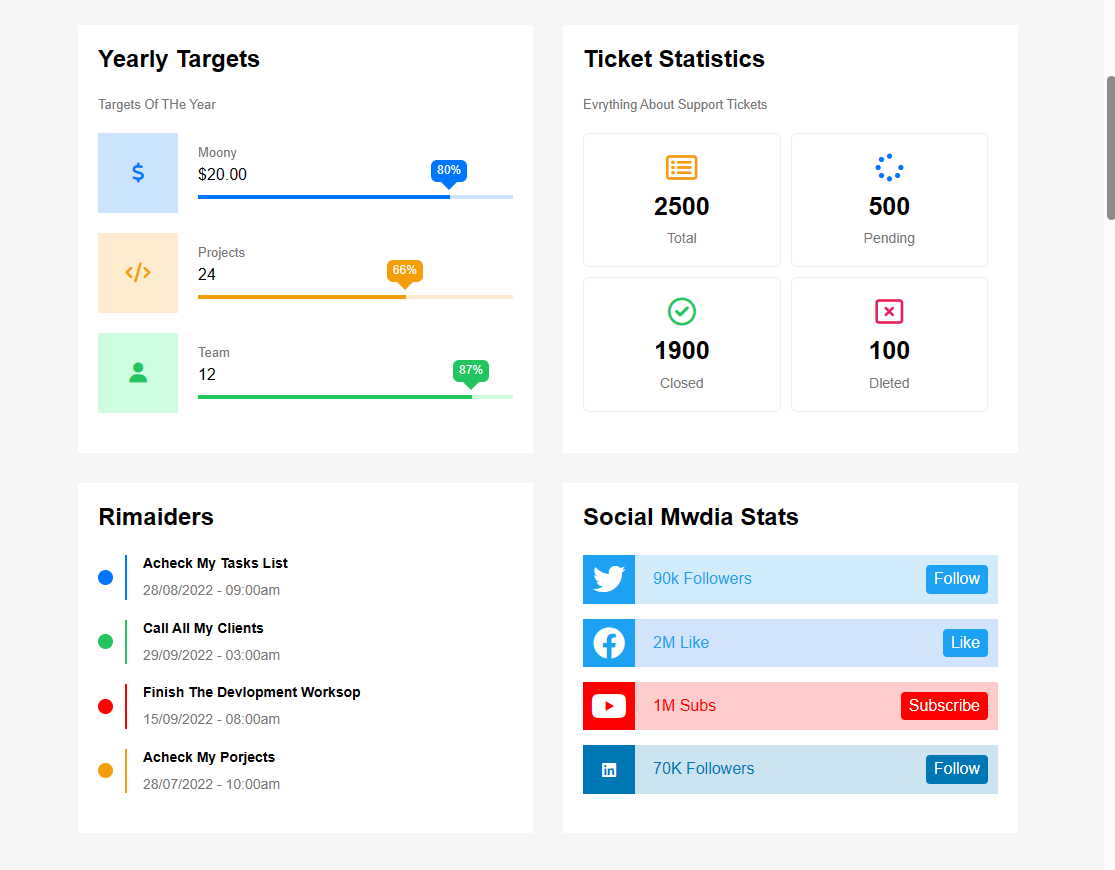 Yearly Targets
Targets Of THe Year
Moony
$20.00
80%
Projects
24
66%
Team
12
87%
Ticket Statistics
Evrything About Support Tickets
2500
Total
500
Pending
1900
Closed
100
Dleted
Rimaiders
Acheck My Tasks List
28/08/2022 - 09:00am
Call All My Clients
29/09/2022 - 03:00am
Finish The Devlopment Worksop
15/09/2022 - 08:00am
Acheck My Porjects
28/07/2022 - 10:00am
Social Mwdia Stats
90k Followers
Follow
2M Like
Like
1M Subs
Subscribe
70K Followers
Follow